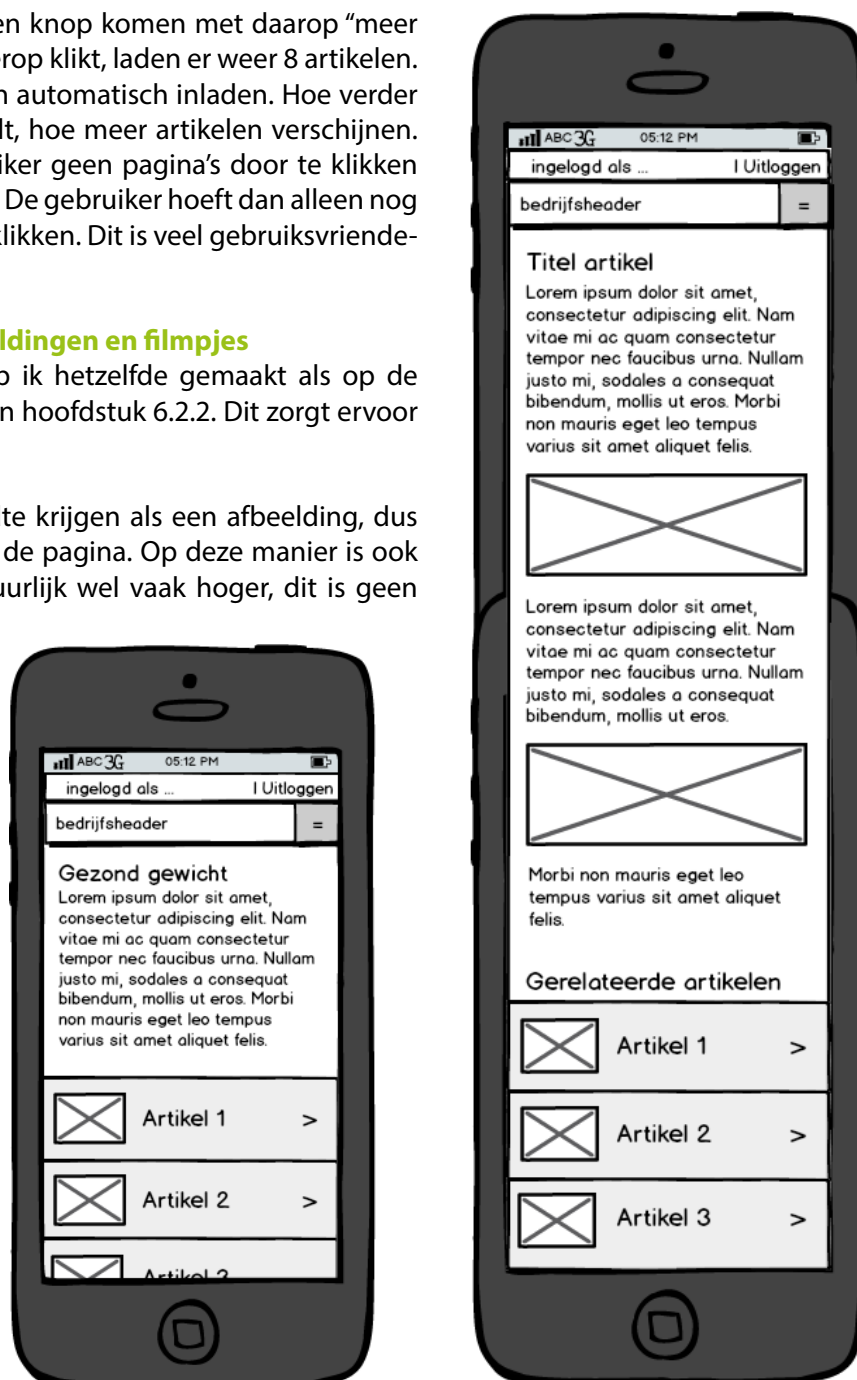 en knop komen met daarop “meer
rop klikt, laden er weer 8 artikelen.
n automatisch inladen. Hoe verder
lt, hoe meer artikelen verschijnen.
iker geen pagina’s door te klikken
De gebruiker hoeft dan alleen nog
klikken. Dit is veel gebruiksvriende-
ldingen en filmpjes
p ik hetzelfde gemaakt als op de
n hoofdstuk 6.2.2. Dit zorgt ervoor
te krijgen als een afbeelding, dus
de pagina. Op deze manier is ook
uurlijk wel vaak hoger, dit is geen
ABC 3G 05:12 PM
ingelogd als ... | Uitloggen
bedrijfsheader =
Gezond gewicht
Lorem ipsum dolor sit amet,
consectetur adipiscing elit. Nam
vitae mi ac quam consectetur
tempor nec faucibus urna. Nullam
justo mi, sodales a consequat
bibendum, mollis ut eros. Morbi
non mauris eget leo tempus
varius sit amet aliquet felis.
Artikel 1 >
Artikel 2 >
Artikel 3
ABC 3G 05:12 PM
ingelogd als ... | Uitloggen
bedrijfsheader =
Titel artikel
Lorem ipsum dolor sit amet,
consectetur adipiscing elit. Nam
vitae mi ac quam consectetur
tempor nec faucibus urna. Nullam
justo mi, sodales a consequat
bibendum, mollis ut eros. Morbi
non mauris eget leo tempus
varius sit amet aliquet felis.
Lorem ipsum dolor sit amet,
consectetur adipiscing elit. Nam
vitae mi ac quam consectetur
tempor nec faucibus urna. Nullam
justo mi, sodales a consequat
bibendum, mollis ut eros.
Morbi non mauris eget leo
tempus varius sit amet aliquet
felis.
Gerelateerde artikelen
Artikel 1 >
Artikel 2 >
Artikel 3 >